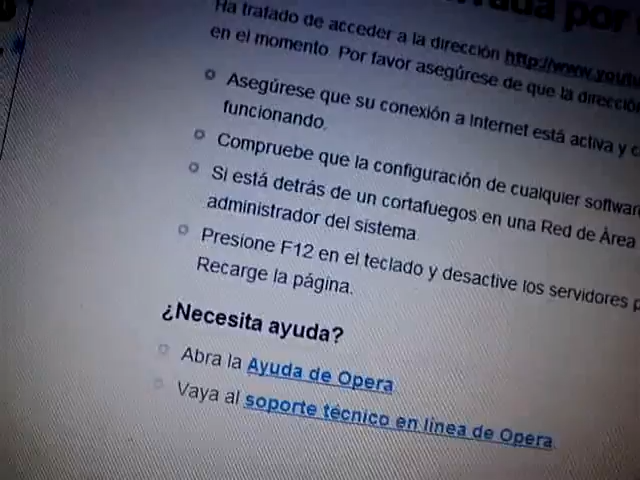 por
Ha tratado de acceder a la dirección
en el momento. Por favor asegúrese de que la dirección
Asegúrese que su conexión a Internet está activa y
funcionando.
Compruebe que la configuración de cualquier
Si está detrás de un cortafuegos en una Red de Área
administrador del sistema.
Presione F12 en el teclado y desactive los servidores
Recarge la página.
¿Necesita ayuda?
Abra la Ayuda de Opera
Vaya al soporte técnico en línea de Opera.